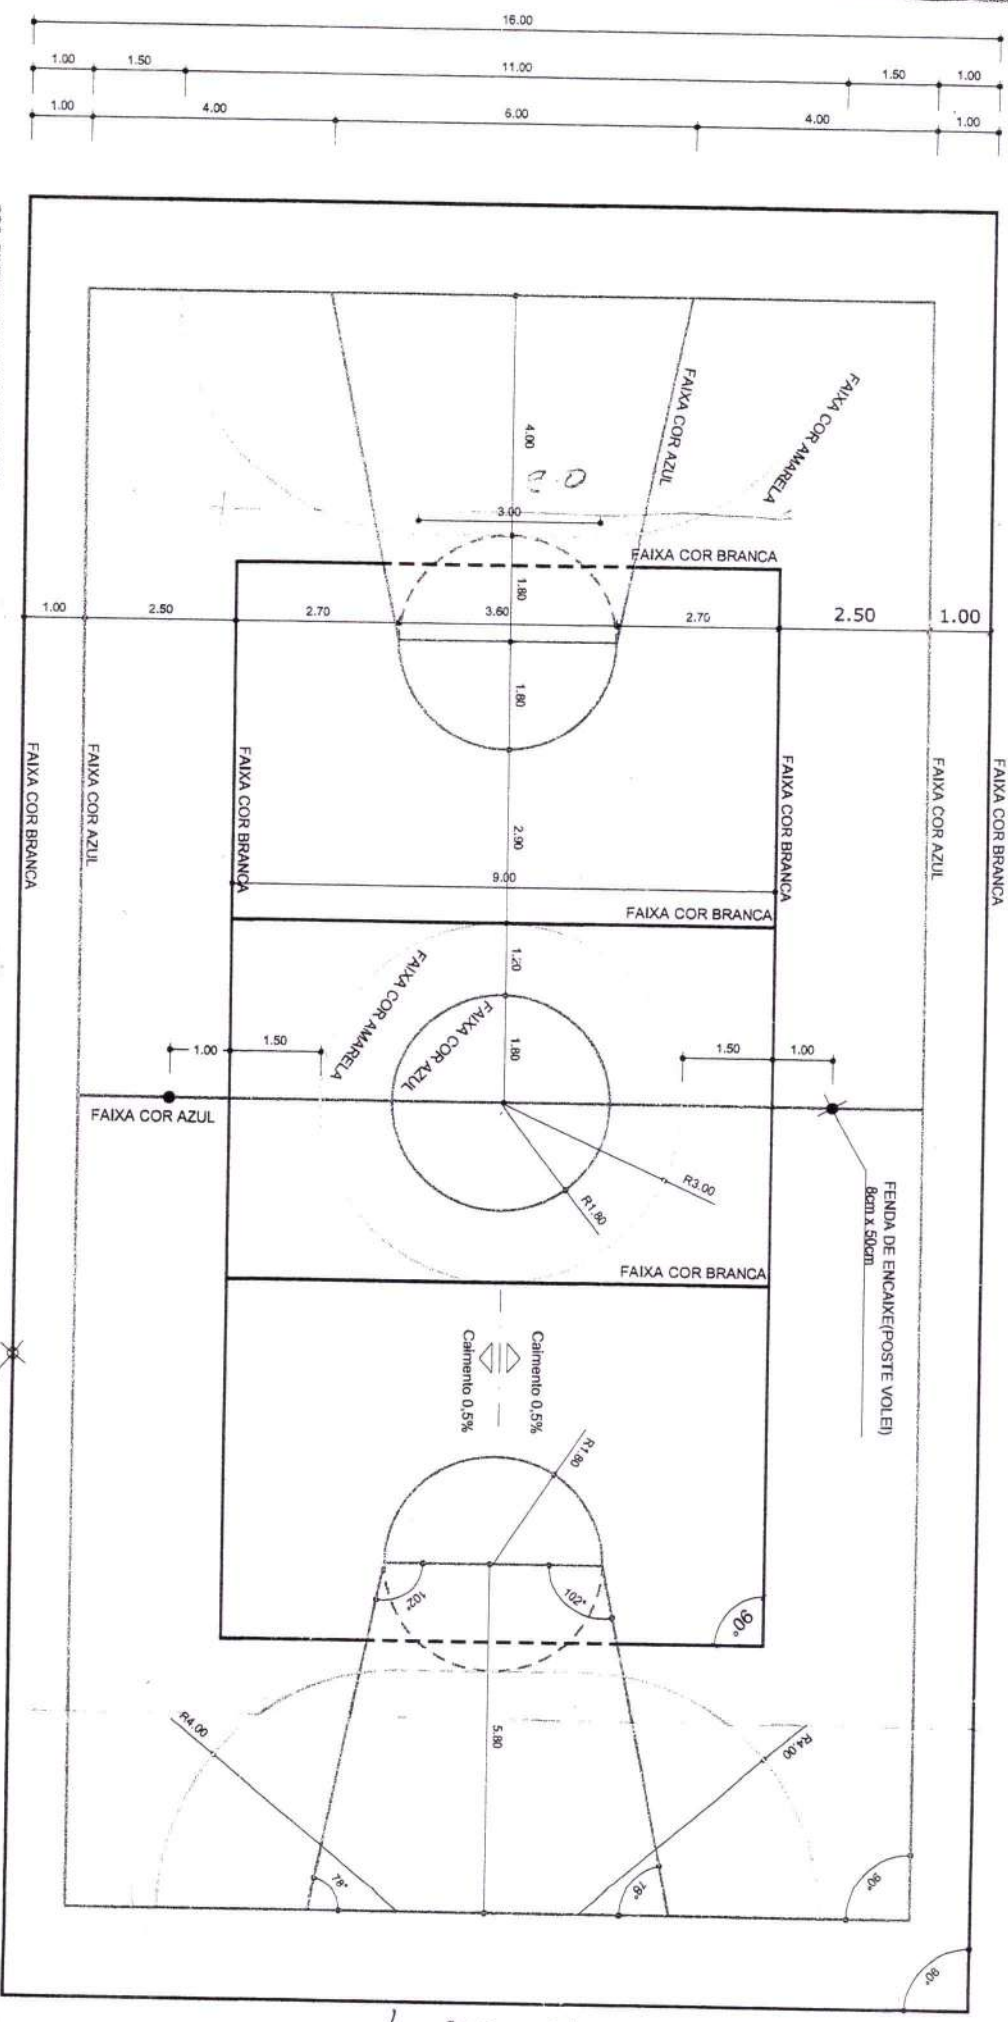 16.00
1.00 1.50 11.00 1.50 1.00
1.00 4.00 6.00 4.00 1.00
FAIXA COR AZUL
FAIXA COR AMARELA
4.00
3.00
FAIXA COR BRANCA
1.80
1.00 2.50 2.70 3.60 2.70 2.50 1.00
1.80
FAIXA COR BRANCA
FAIXA COR AZUL
FAIXA COR BRANCA
FAIXA COR BRANCA
FAIXA COR AZUL
FAIXA COR BRANCA
2.90
9.00
FAIXA COR BRANCA
1.20
FAIXA COR AMARELA
FAIXA COR AZUL
1.80
1.00 1.50 1.50 1.00
FAIXA COR AZUL
R3.00
R1.80
FENDA DE ENCAIXE(POSTE VOLEI)
8cm x 50cm
FAIXA COR BRANCA
Caimento 0,5%
Caimento 0,5%
R1.80
102°
102°
90°
5.80
R4.00
R4.00
78°
78°
90°
90°